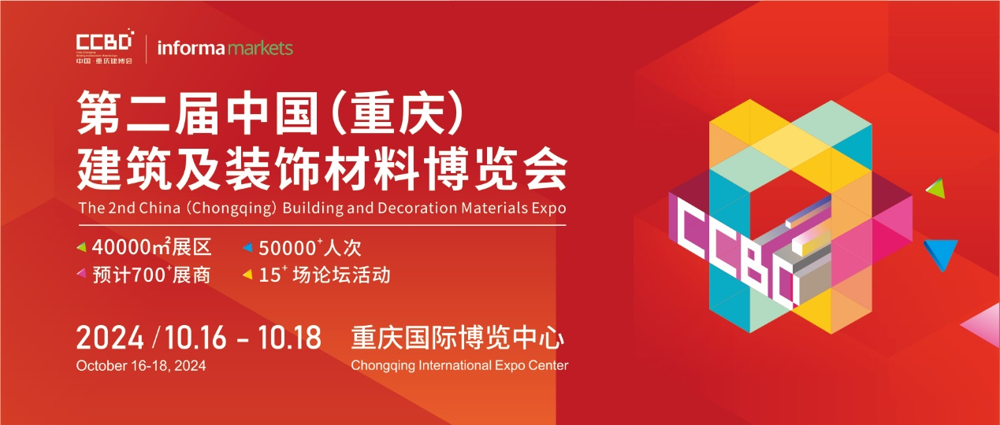 CCBD
informa markets
中国·重庆建博会
第二届中国（重庆）
建筑及装饰材料博览会
The 2nd China（Chongqing）Building and Decoration Materials Expo
40000㎡展区
50000+人次
预计700+展商
15+ 场论坛活动
2024 / 10.16 - 10.18
重庆国际博览中心
October 16-18, 2024
Chongqing International Expo Center
CCBD